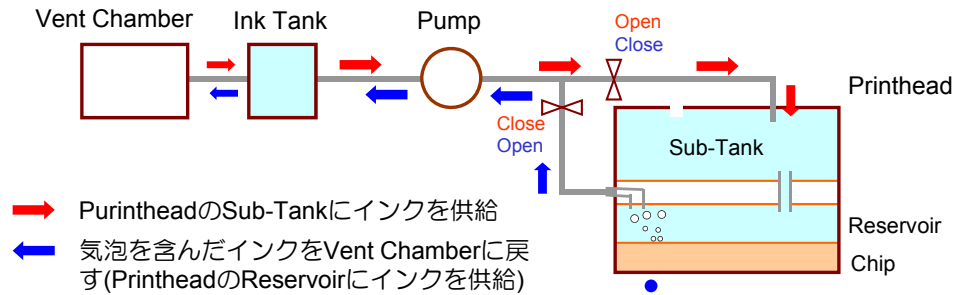 Vent Chamber
Ink Tank
Pump
Open
Close
Printhead
Close
Open
Sub-Tank
Reservoir
Chip
PurintheadのSub-Tankにインクを供給
気泡を含んだインクをVent Chamberに戻
す(PrintheadのReservoirにインクを供給)